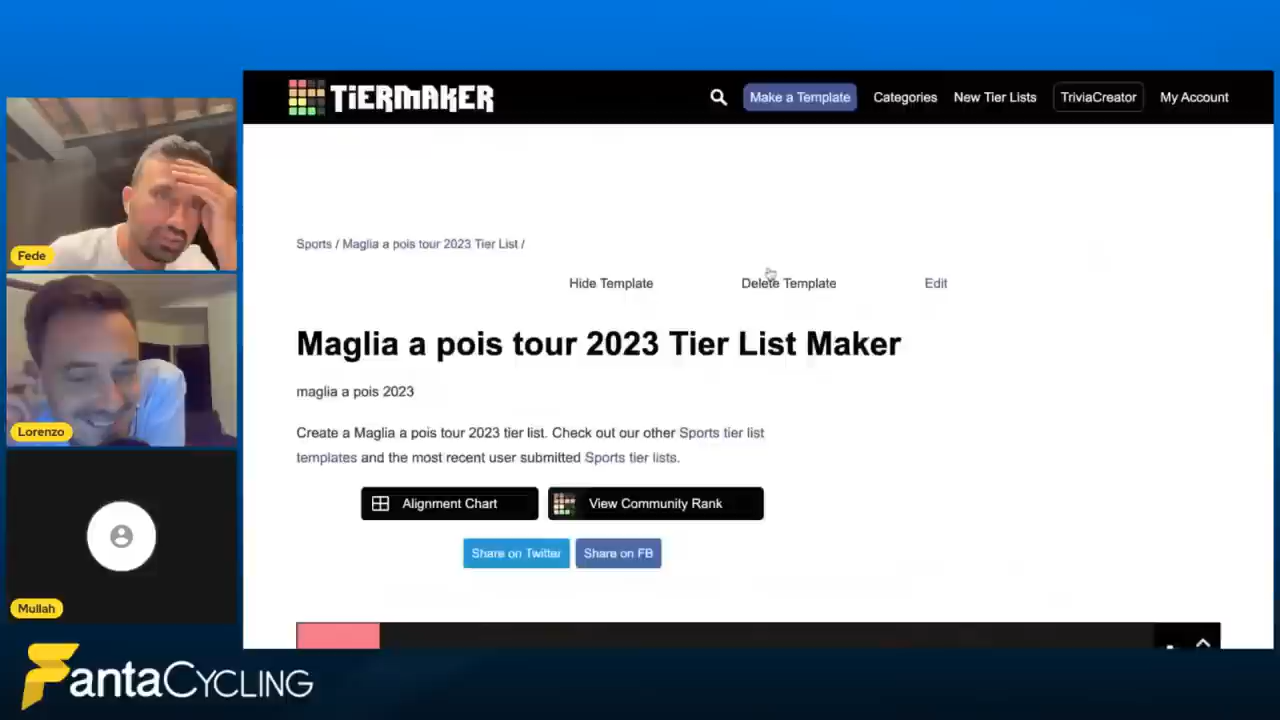 TiERMAKER
Make a Template
Categories
New Tier Lists
TriviaCreator
My Account
Sports / Maglia a pois tour 2023 Tier List /
Hide Template
Delete Template
Edit
Maglia a pois tour 2023 Tier List Maker
maglia a pois 2023
Create a Maglia a pois tour 2023 tier list. Check out our other Sports tier list
templates and the most recent user submitted Sports tier lists.
Alignment Chart
View Community Rank
Share on Twitter
Share on FB
Fede
Lorenzo
Mullah
FantaCYCLING